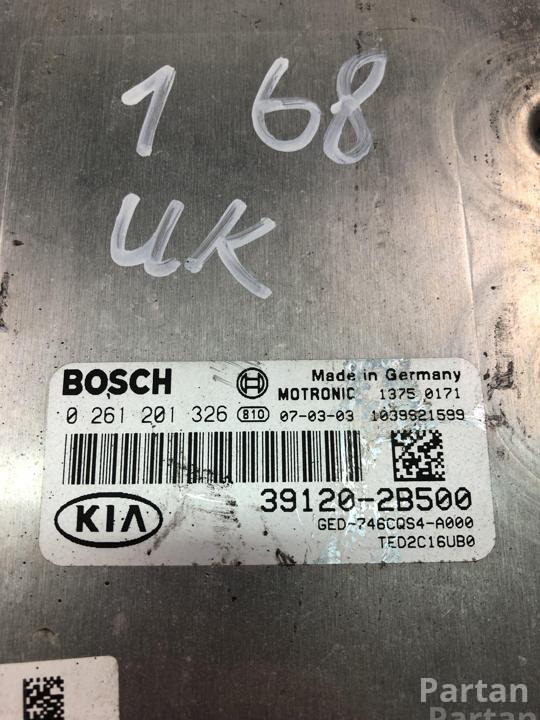 1 68
UK
BOSCH
Made in Germany
MOTRONIC 1375 0171
0 261 201 326 810 07-03-03 1039S21599
39120-2B500
KIA
GED-746CQS4-A000
TED2C16UB0
Partan
Partan